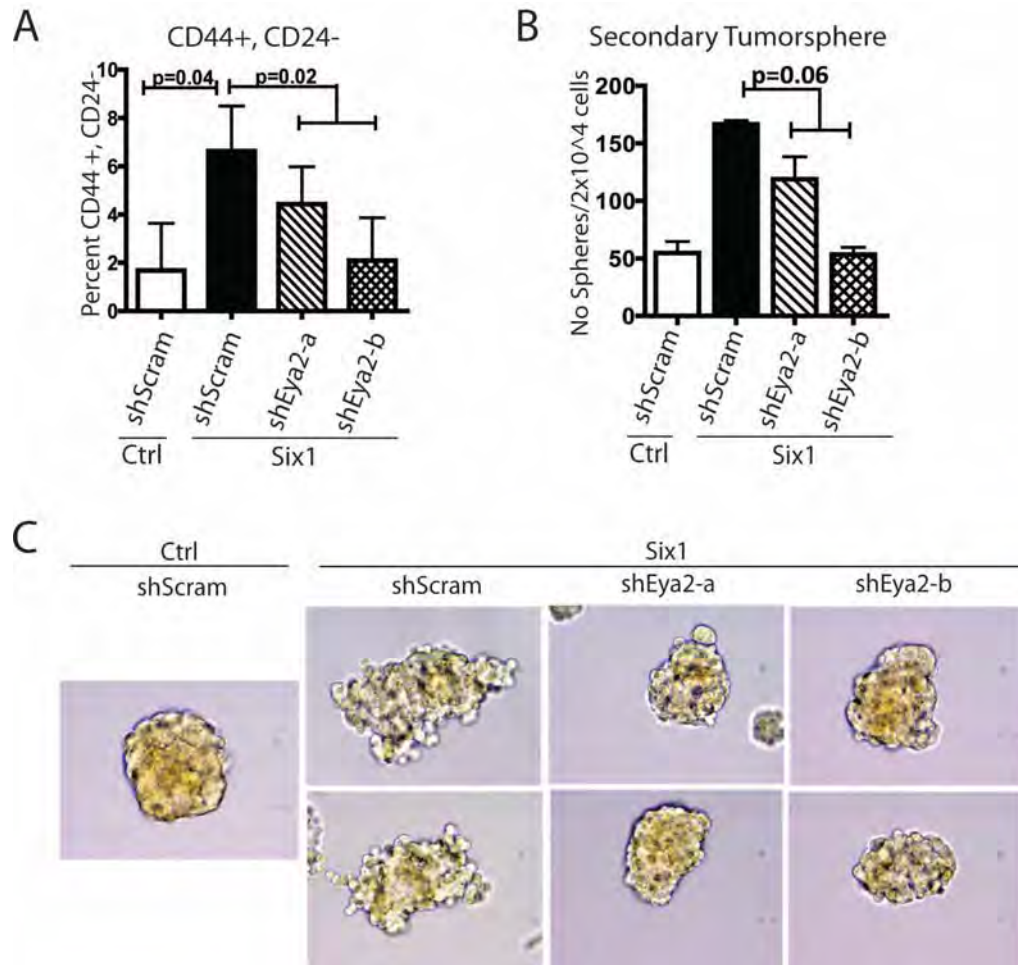 A
CD44+, CD24-
Percent CD44 +, CD24-
10
8
6
4
2
0
p=0.04
p=0.02
shScram
shScram
shEya2-a
shEya2-b
Ctrl
Six1
B
Secondary Tumorsphere
No Spheres/2x10^4 cells
200
150
100
50
0
p=0.06
shScram
shScram
shEya2-a
shEya2-b
Ctrl
Six1
C
Ctrl
Six1
shScram
shScram
shEya2-a
shEya2-b